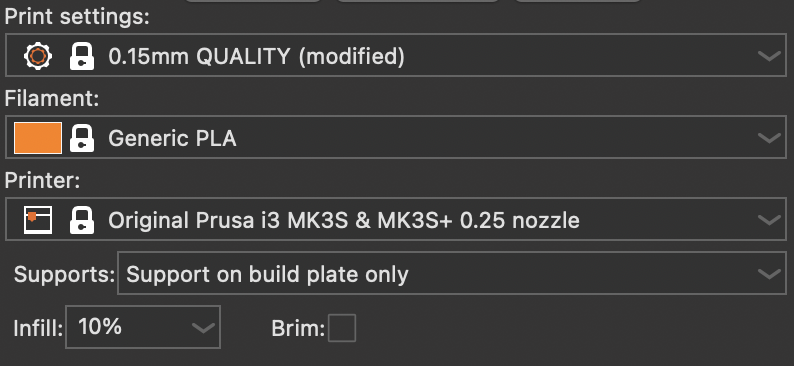 Print settings:
0.15mm QUALITY (modified)
Filament:
Generic PLA
Printer:
Original Prusa i3 MK3S & MK3S+ 0.25 nozzle
Supports: Support on build plate only
Infill: 10% Brim: